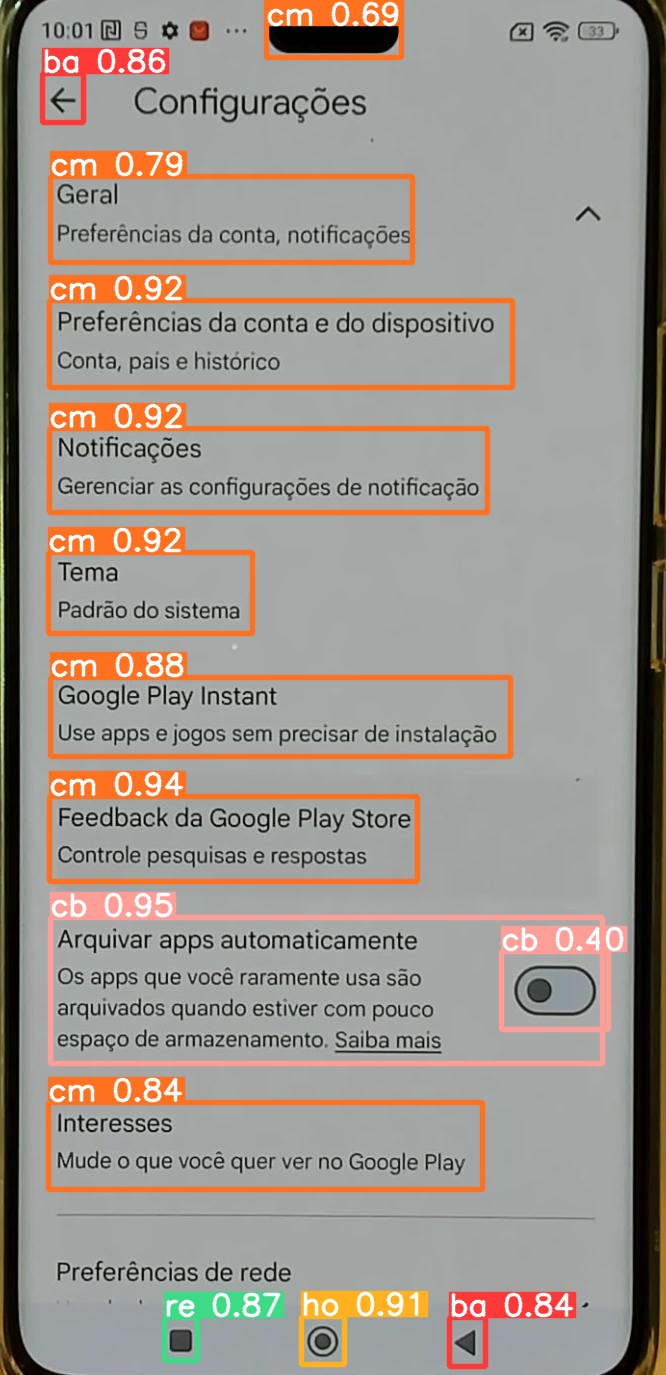 cm 0.69
10:01
33
ba 0.86
Configurações
cm 0.79
Geral
Preferências da conta, notificações
cm 0.92
Preferências da conta e do dispositivo
Conta, país e histórico
cm 0.92
Notificações
Gerenciar as configurações de notificação
cm 0.92
Tema
Padrão do sistema
cm 0.88
Google Play Instant
Use apps e jogos sem precisar de instalação
cm 0.94
Feedback da Google Play Store
Controle pesquisas e respostas
cb 0.95
Arquivar apps automaticamente
cb 0.40
Os apps que você raramente usa são
arquivados quando estiver com pouco
espaço de armazenamento. Saiba mais
cm 0.84
Interesses
Mude o que você quer ver no Google Play
Preferências de rede
re 0.87 ho 0.91 ba 0.84